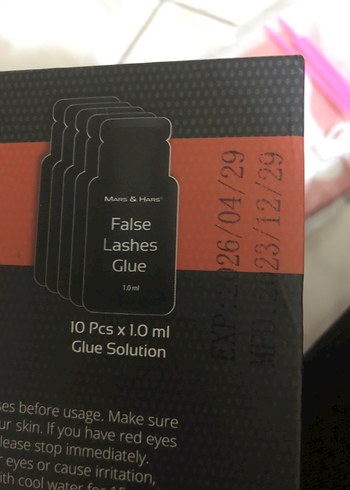 MARS & HARS
False
Lashes
Glue
1.0 ml
10 Pcs x 1.0 ml
Glue Solution
EXP: 2026/04/29
MFD: 2023/12/29
ses before usage. Make sure
ur skin. If you have red eyes
lease stop immediately.
r eyes or cause irritation,
ith cool water for 15